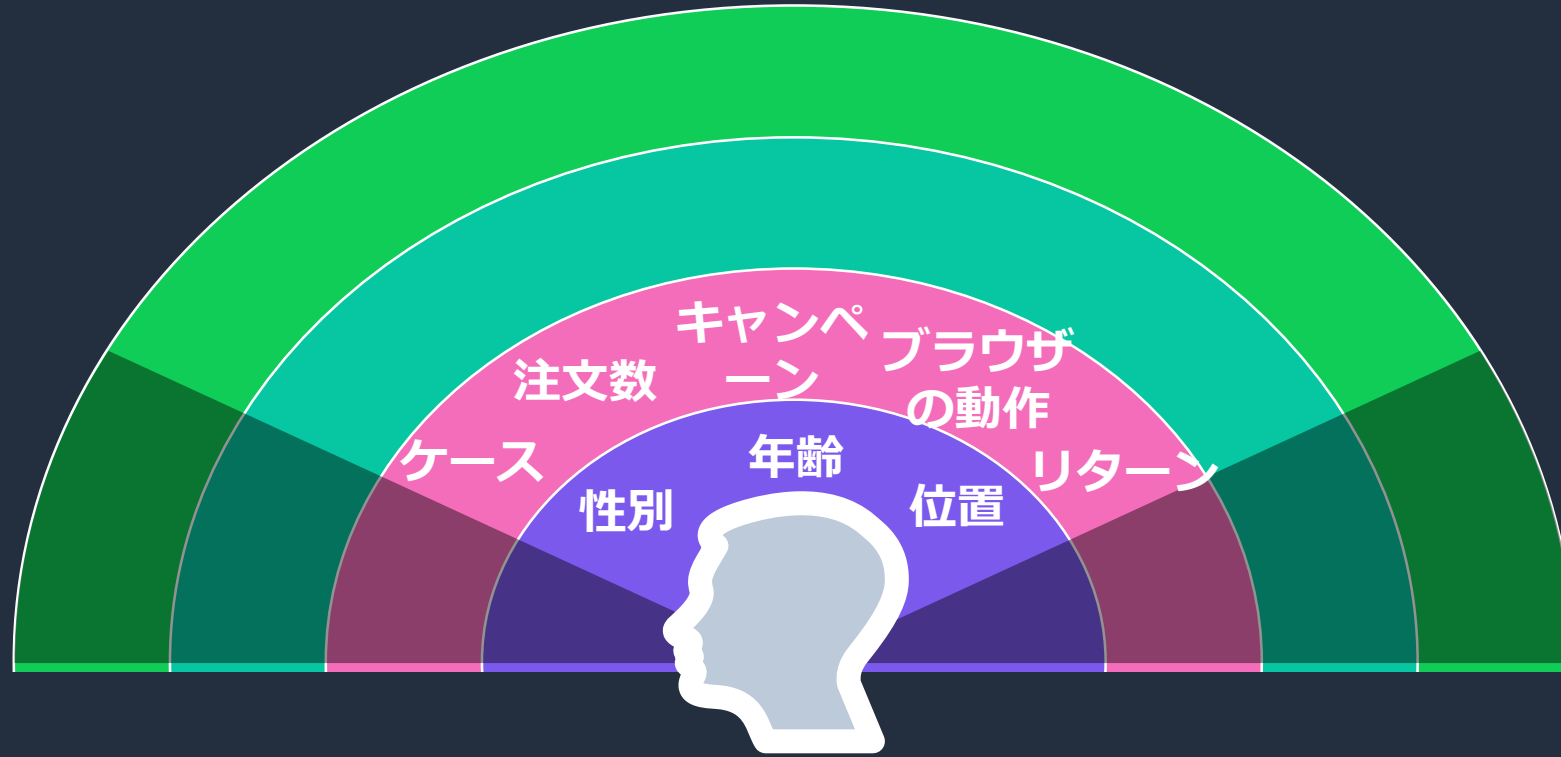 キャンペ
ーン
ブラウザ
の動作
注文数
ケース
リターン
年齢
性別
位置